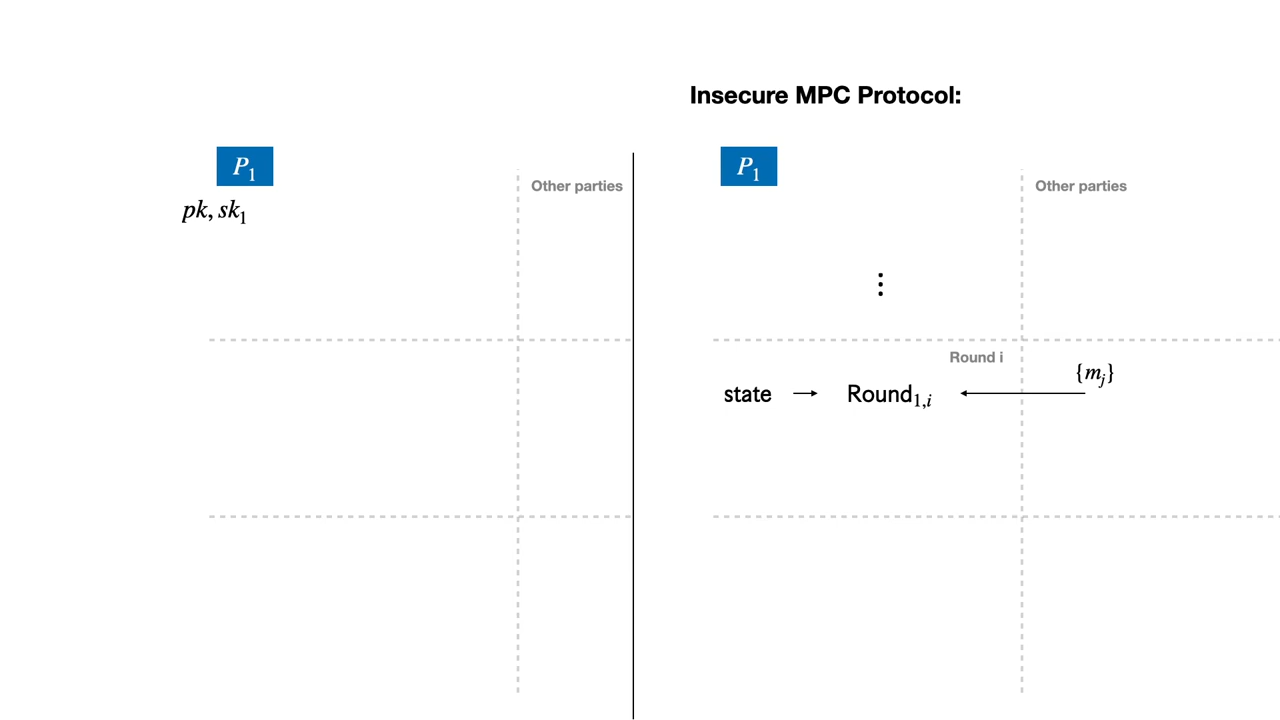 Insecure MPC Protocol:
P₁
Other parties
pk, sk₁
P₁
Other parties
⋮
Round i
{mⱼ}
state → Round₁,ᵢ ←